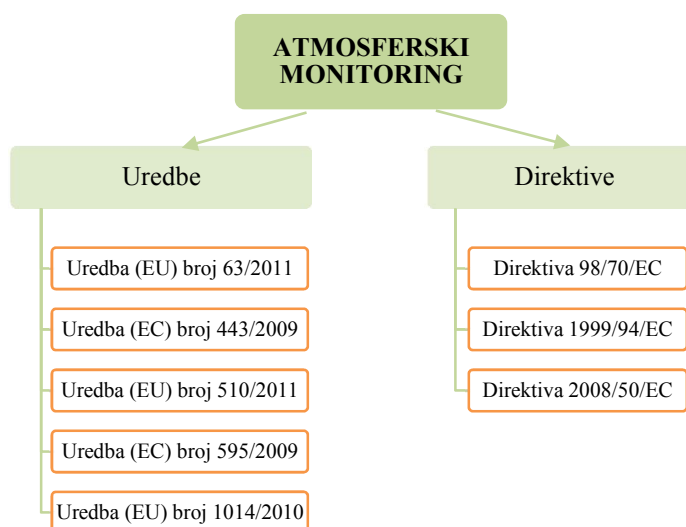 ATMOSFERSKI
MONITORING
Uredbe
Uredba (EU) broj 63/2011
Uredba (EC) broj 443/2009
Uredba (EU) broj 510/2011
Uredba (EC) broj 595/2009
Uredba (EU) broj 1014/2010
Direktive
Direktiva 98/70/EC
Direktiva 1999/94/EC
Direktiva 2008/50/EC